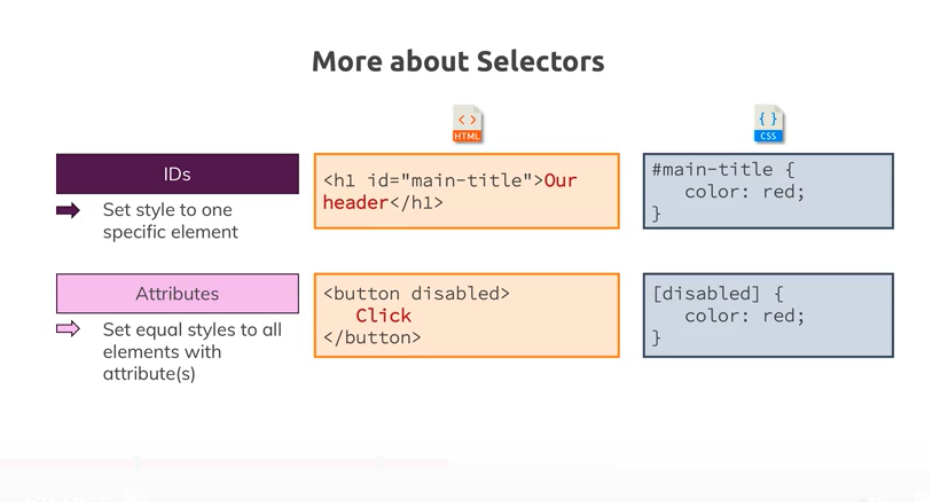 More about Selectors
< >
HTML
{ }
CSS
IDs
Set style to one
specific element
<h1 id="main-title">Our
header</h1>
#main-title {
color: red;
}
Attributes
Set equal styles to all
elements with
attribute(s)
<button disabled>
Click
</button>
[disabled] {
color: red;
}